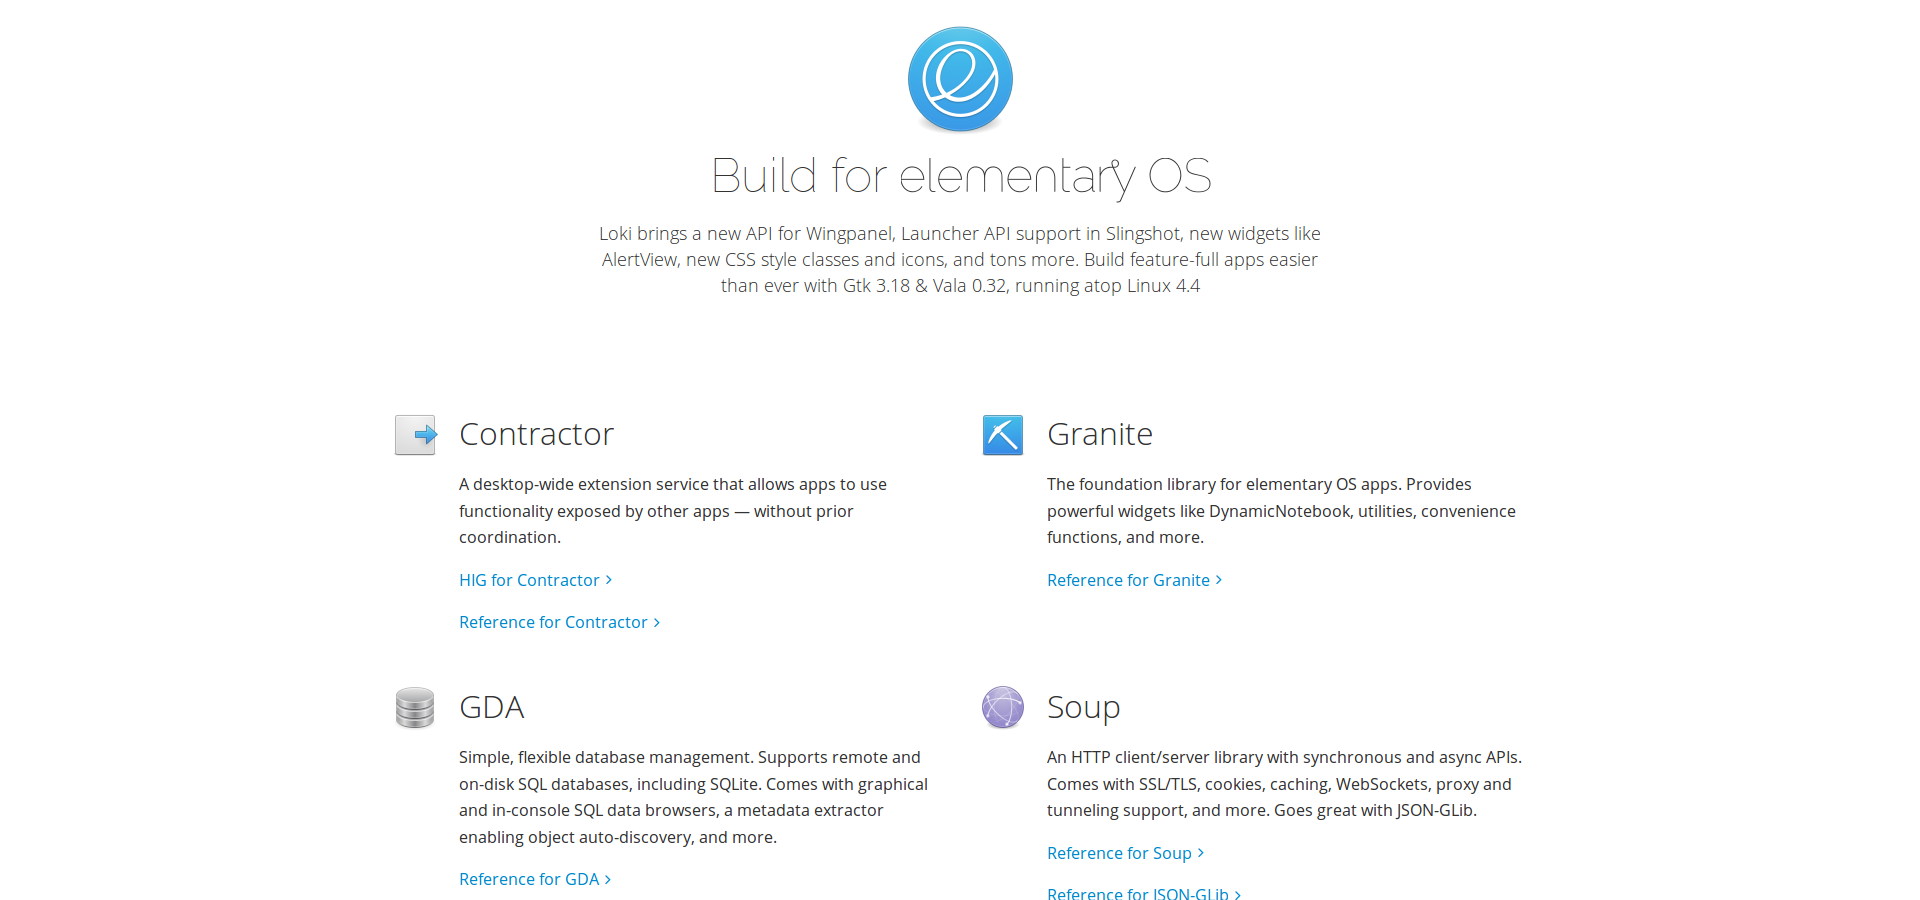 Build for elementary OS
Loki brings a new API for Wingpanel, Launcher API support in Slingshot, new widgets like
AlertView, new CSS style classes and icons, and tons more. Build feature-full apps easier
than ever with Gtk 3.18 & Vala 0.32, running atop Linux 4.4
Contractor
A desktop-wide extension service that allows apps to use
functionality exposed by other apps — without prior
coordination.
HIG for Contractor
Reference for Contractor
Granite
The foundation library for elementary OS apps. Provides
powerful widgets like DynamicNotebook, utilities, convenience
functions, and more.
Reference for Granite
GDA
Simple, flexible database management. Supports remote and
on-disk SQL databases, including SQLite. Comes with graphical
and in-console SQL data browsers, a metadata extractor
enabling object auto-discovery, and more.
Reference for GDA
Soup
An HTTP client/server library with synchronous and async APIs.
Comes with SSL/TLS, cookies, caching, WebSockets, proxy and
tunneling support, and more. Goes great with JSON-GLib.
Reference for Soup
Reference for JSON-GLib